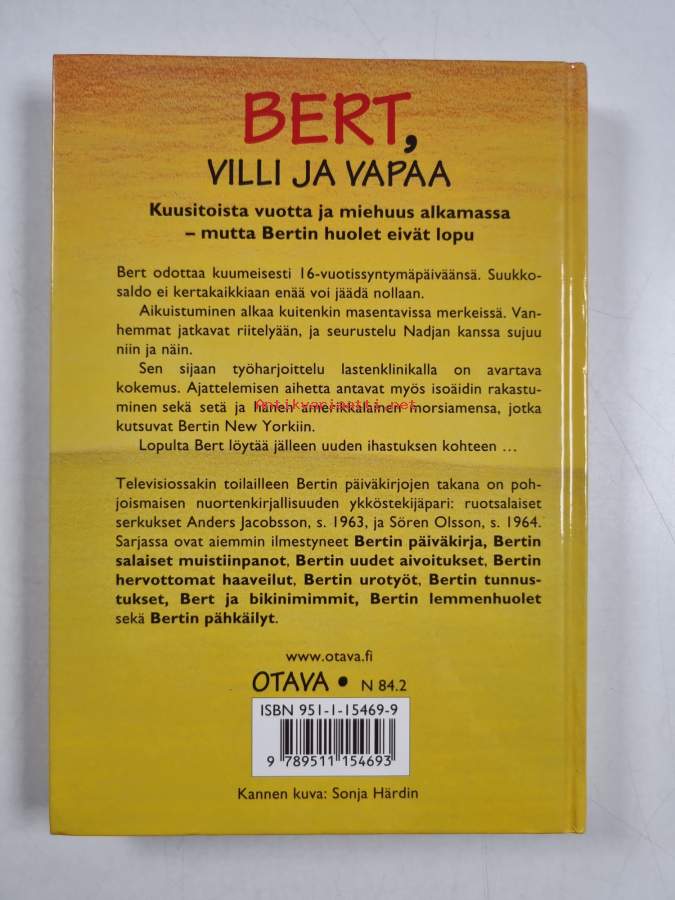 BERT,
VILLI JA VAPAA
Kuusitoista vuotta ja miehuus alkamassa
– mutta Bertin huolet eivät lopu
Bert odottaa kuumeisesti 16-vuotissyntymäpäiväänsä. Suukko-
saldo ei kertakaikkiaan enää voi jäädä nollaan.
Aikuistuminen alkaa kuitenkin masentavissa merkeissä. Van-
hemmat jatkavat riitelyään, ja seurustelu Nadjan kanssa sujuu
niin ja näin.
Sen sijaan työharjoittelu lastenklinikalla on avartava
kokemus. Ajattelemisen aihetta antavat myös isoäidin rakastu-
minen sekä setä ja hänen amerikkalainen morsiamensa, jotka
Antikvariaatti.net
kutsuvat Bertin New Yorkiin.
Lopulta Bert löytää jälleen uuden ihastuksen kohteen …
Televisiossakin toilailleen Bertin päiväkirjojen takana on poh-
joismaisen nuortenkirjallisuuden ykköstekijäpari: ruotsalaiset
serkukset Anders Jacobsson, s. 1963, ja Sören Olsson, s. 1964.
Sarjassa ovat aiemmin ilmestyneet Bertin päiväkirja, Bertin
salaiset muistiinpanot, Bertin uudet aivoitukset, Bertin
hervottomat haaveilut, Bertin urotyöt, Bertin tunnus-
tukset, Bert ja bikinimimmit, Bertin lemmenhuolet
sekä Bertin pähkäilyt.
www.otava.fi
OTAVA • N 84.2
ISBN 951-1-15469-9
9 789511 154693
Kannen kuva: Sonja Härdin